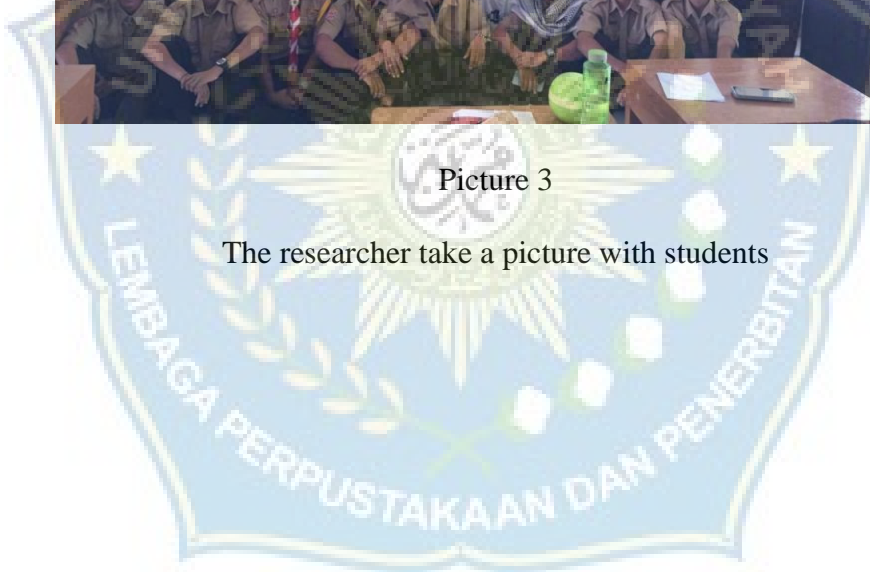 Picture 3
The researcher take a picture with students
LEMBAGA PERPUSTAKAAN DAN PENERBITAN